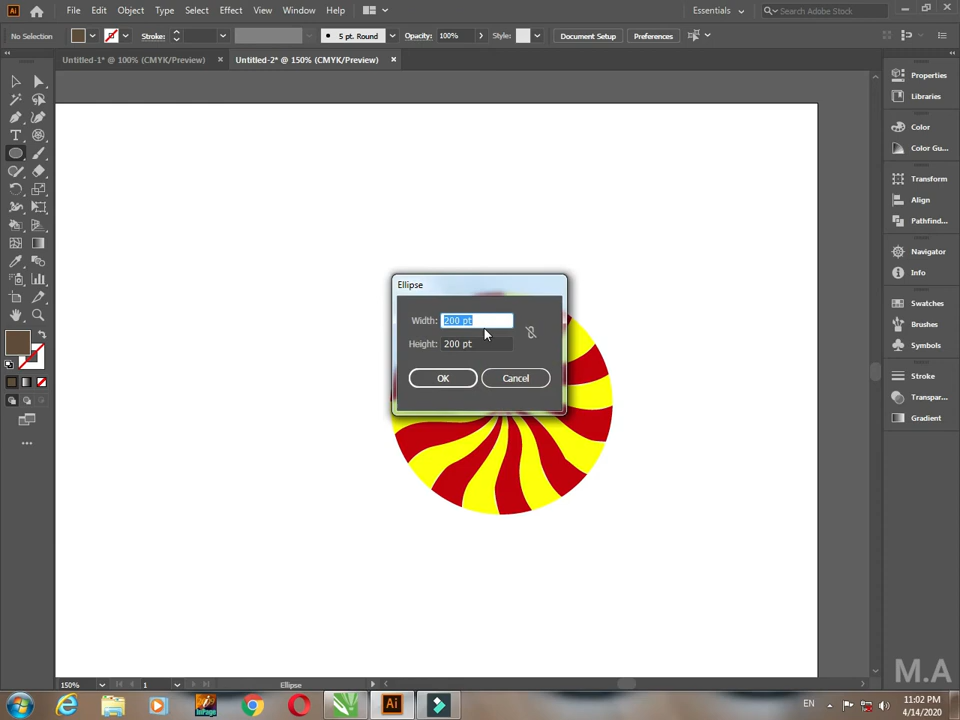 Ai
File Edit Object Type Select Effect View Window Help
Search Adobe Stock
Essentials
No Selection
Stroke:
5 pt. Round
Opacity: 100%
Style:
Document Setup
Preferences
Untitled-1* @ 100% (CMYK/Preview)
Untitled-2* @ 150% (CMYK/Preview)
Properties
Libraries
Color
Color Gu...
Transform
Align
Pathfind...
Navigator
Info
Swatches
Brushes
Symbols
Stroke
Transpar...
Gradient
Ellipse
Width: 200 pt
Height: 200 pt
OK
Cancel
M.A
150%
1
Ellipse
InPage
Ai
EN
11:02 PM
4/14/2020